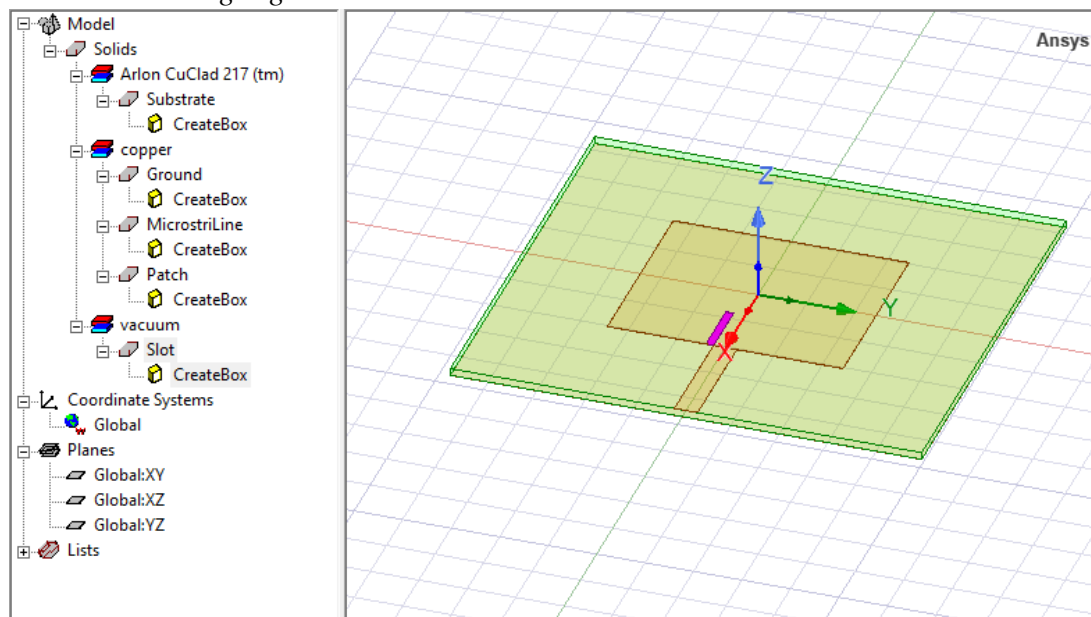 Model
Solids
Arlon CuClad 217 (tm)
Substrate
CreateBox
copper
Ground
CreateBox
MicrostriLine
CreateBox
Patch
CreateBox
vacuum
Slot
CreateBox
Coordinate Systems
Global
Planes
Global:XY
Global:XZ
Global:YZ
Lists
Ansys
Z
Y
X